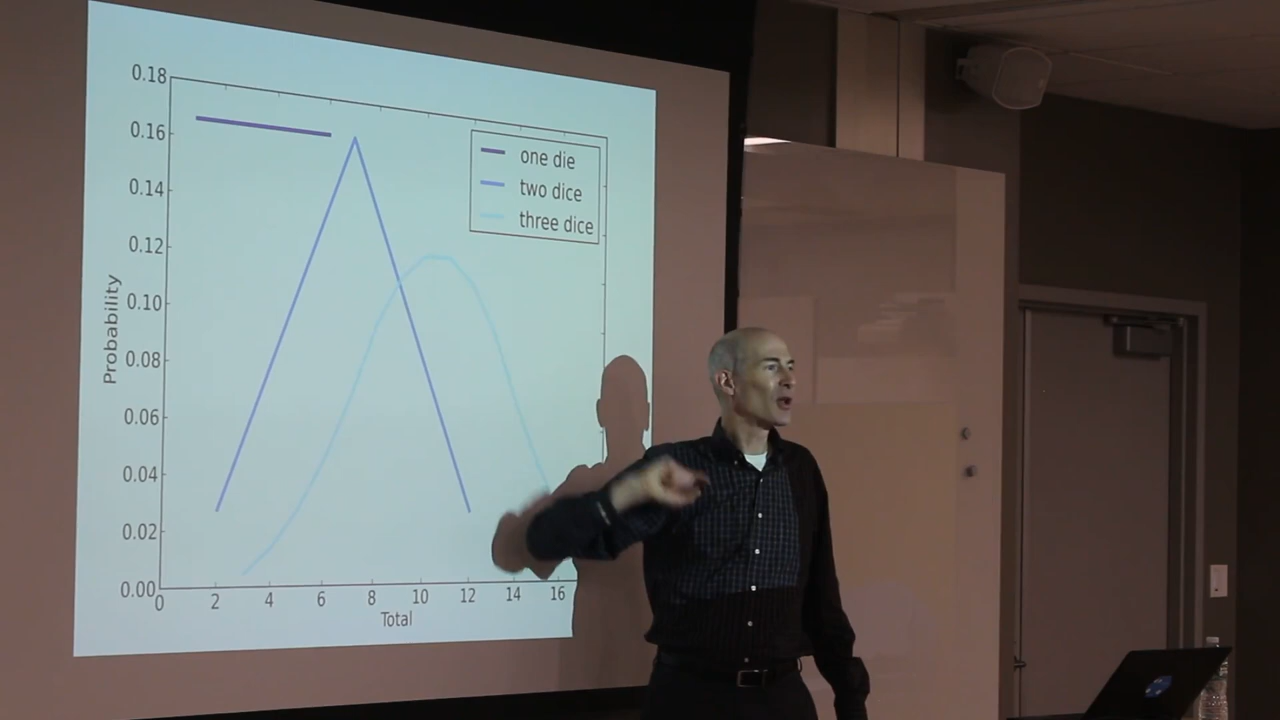 0.18
0.16
0.14
0.12
0.10
0.08
0.06
0.04
0.02
0.00
Probability
0 2 4 6 8 10 12 14 16
Total
one die
two dice
three dice